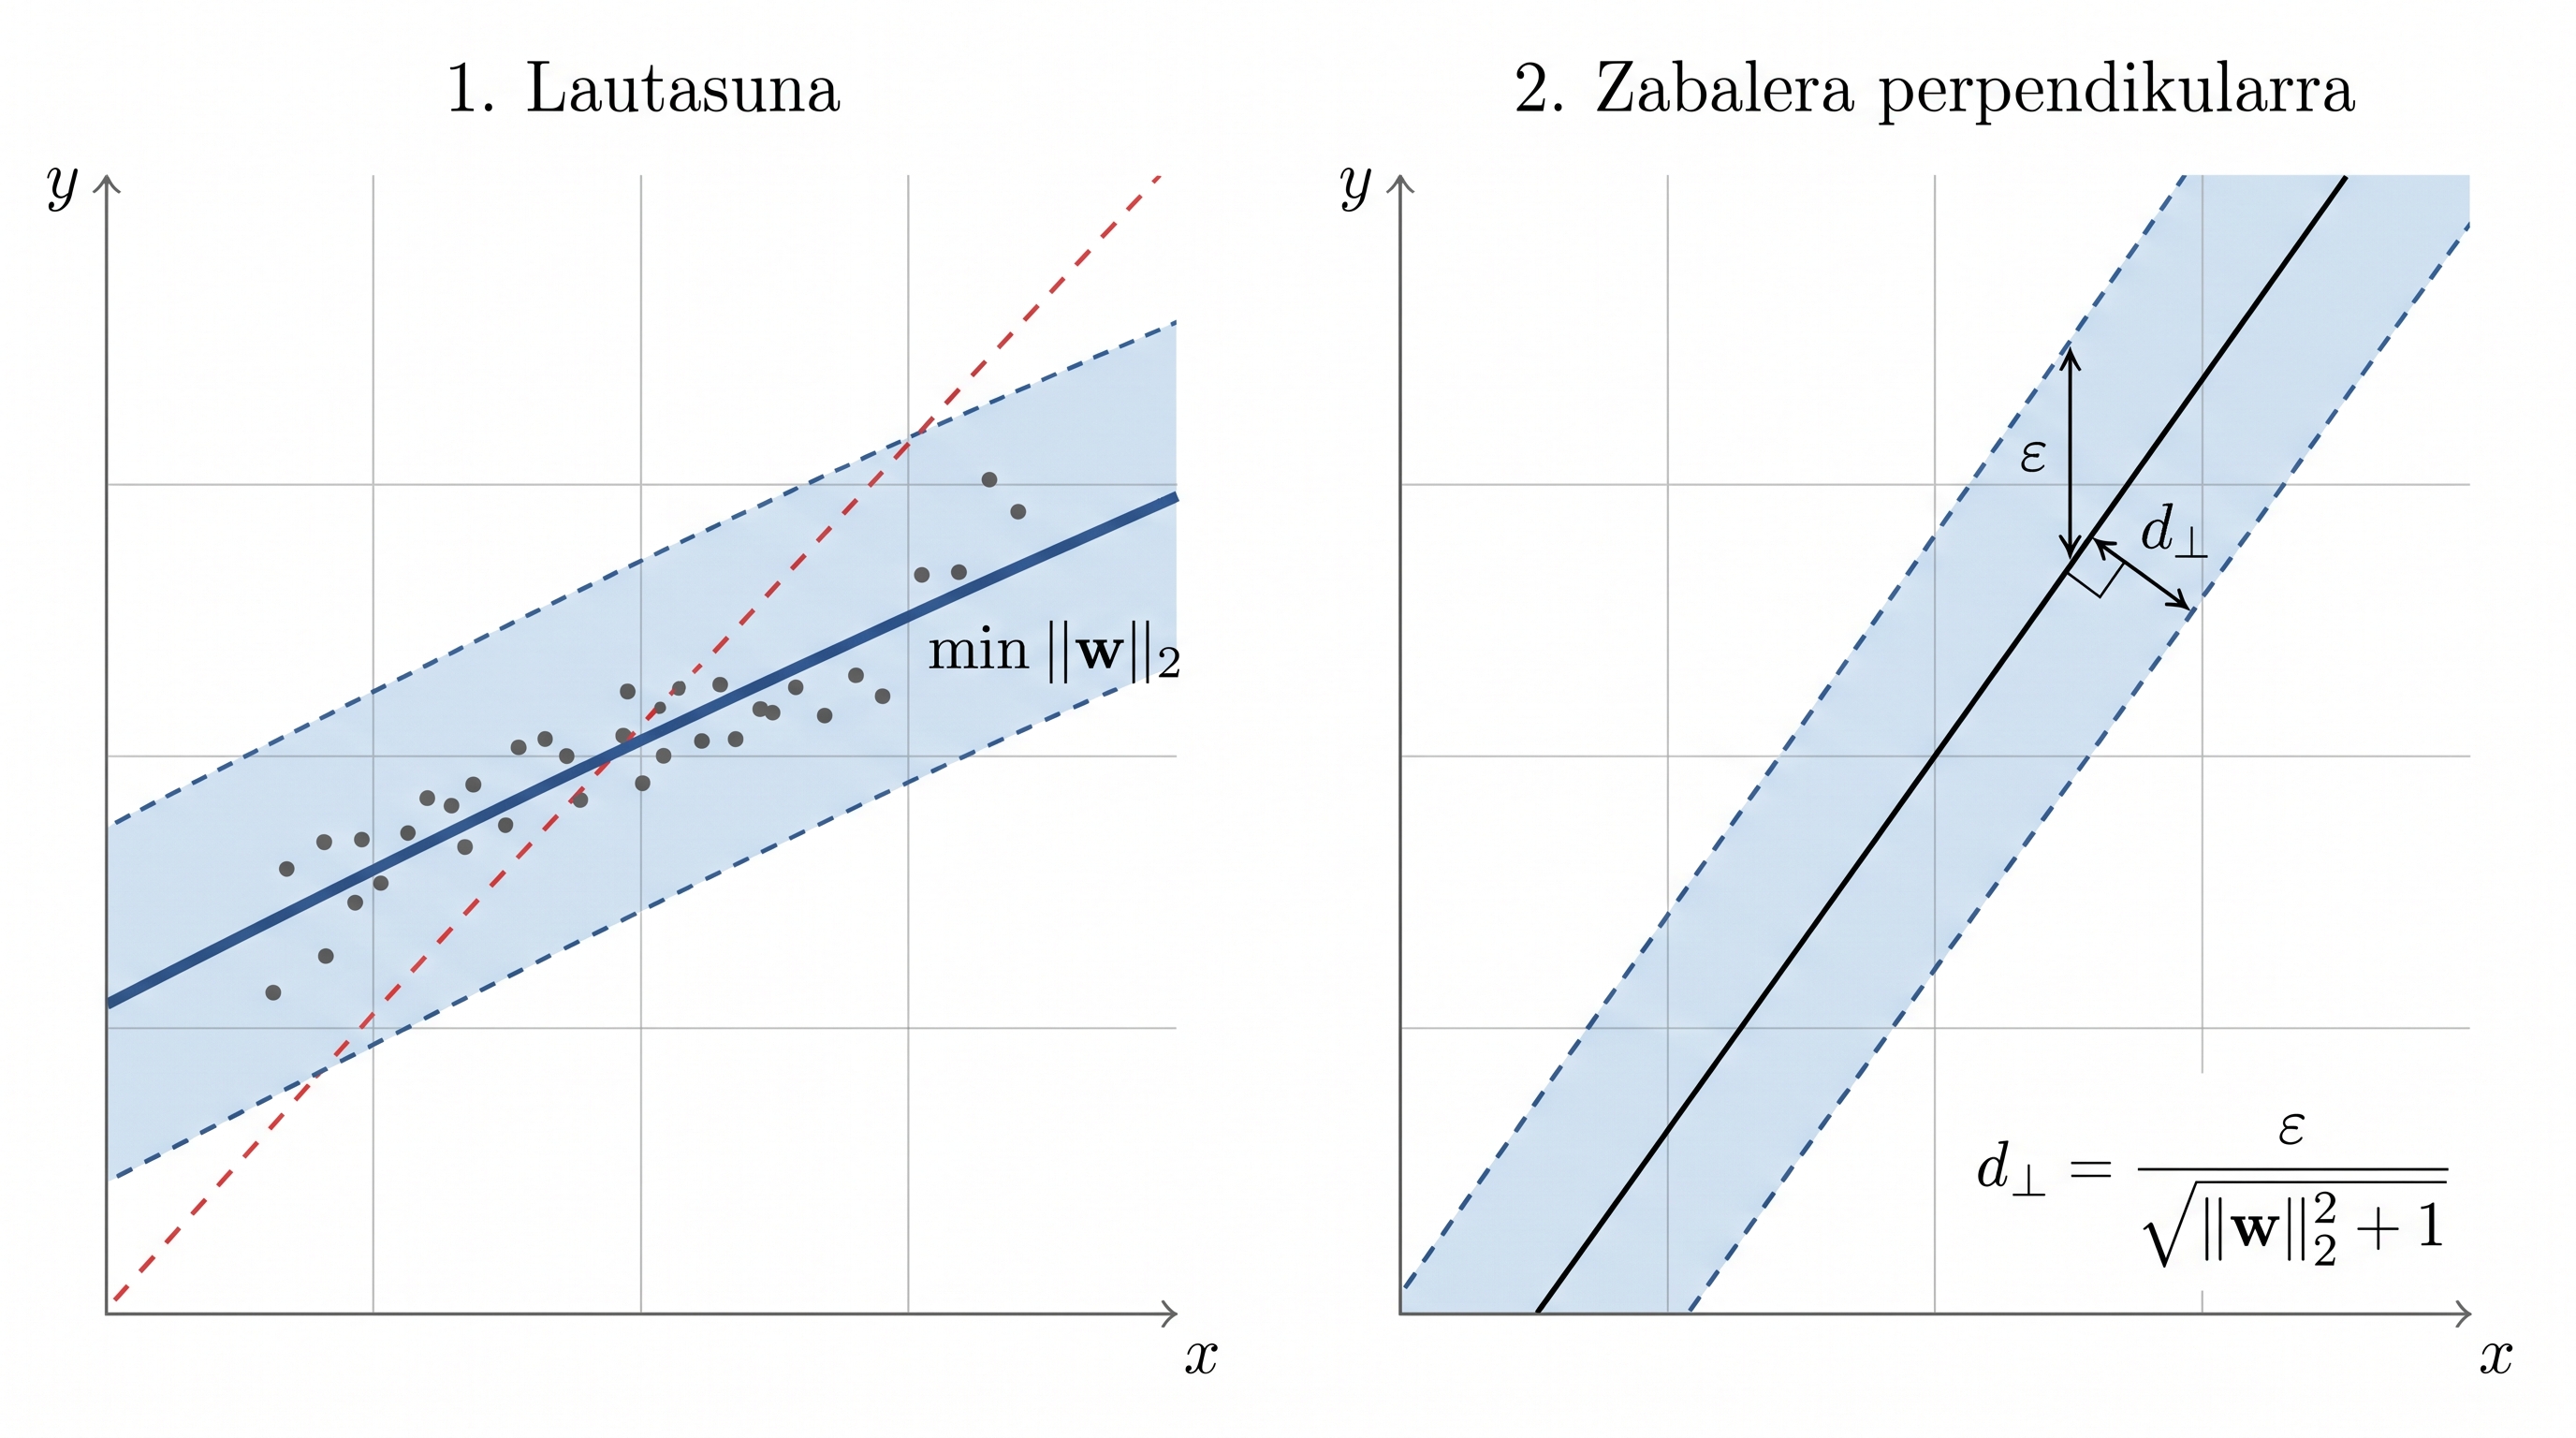 1. Lautasuna
y
min ||w||₂
x
2. Zabalera perpendikularra
y
ε
d⊥
d⊥ = ε / √(||w||₂² + 1)
x